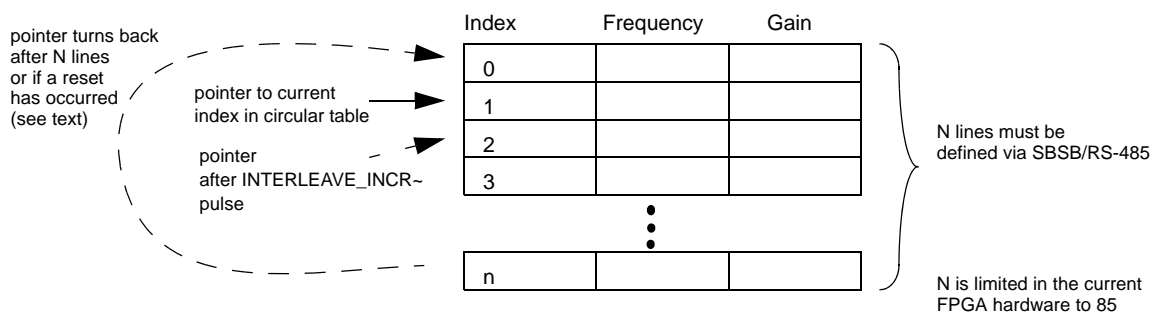 Index Frequency Gain
pointer turns back
after N lines
or if a reset
has occurred
(see text)
0
pointer to current
index in circular table
1
2
pointer
after INTERLEAVE_INCR~
pulse
3
N lines must be
defined via SBSB/RS-485
n
N is limited in the current
FPGA hardware to 85